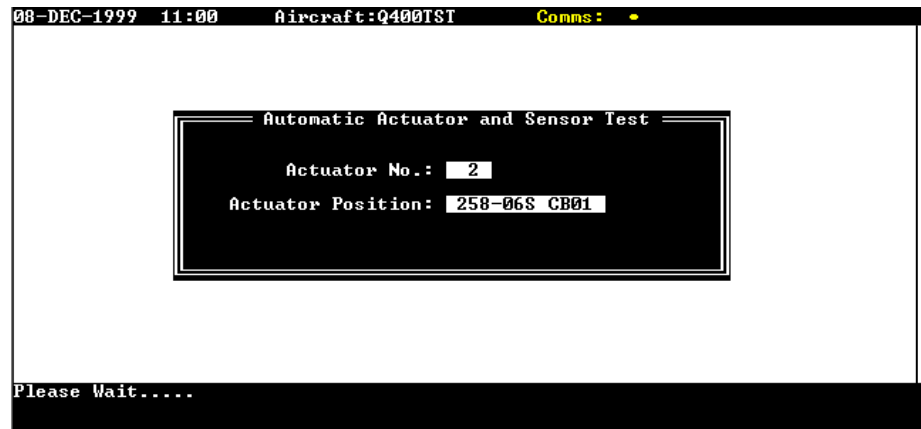 08-DEC-1999 11:00 Aircraft:Q400TST Comms:
Automatic Actuator and Sensor Test
Actuator No.: 2
Actuator Position: 258-06S CB01
Please Wait.....